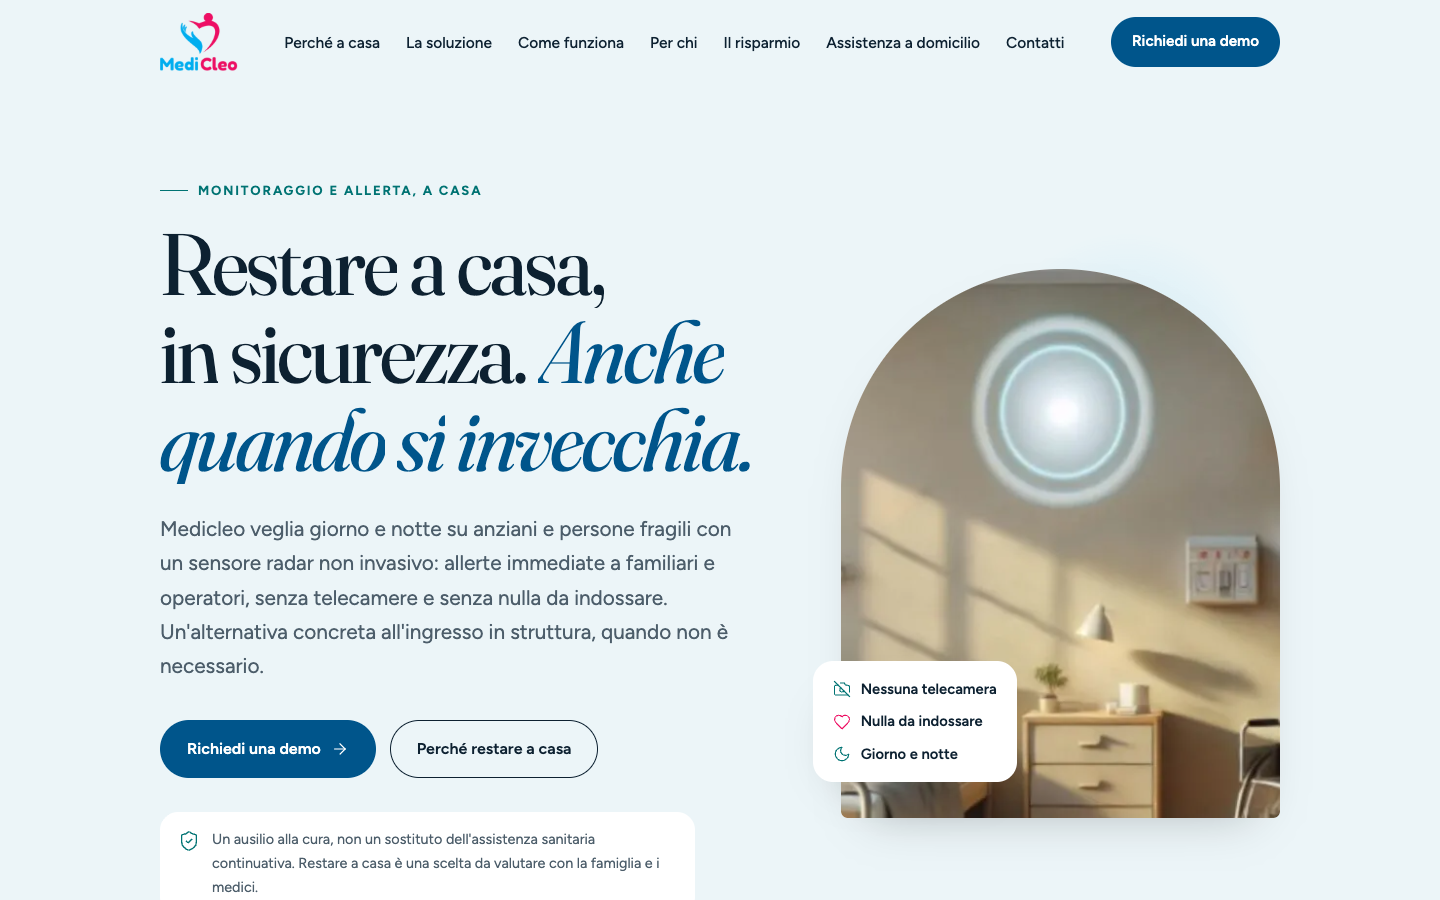 MediCleo
Perché a casa
La soluzione
Come funziona
Per chi
Il risparmio
Assistenza a domicilio
Contatti
Richiedi una demo
MONITORAGGIO E ALLERTA, A CASA
Restare a casa,
in sicurezza. Anche
quando si invecchia.
Medicleo veglia giorno e notte su anziani e persone fragili con
un sensore radar non invasivo: allerte immediate a familiari e
operatori, senza telecamere e senza nulla da indossare.
Un'alternativa concreta all'ingresso in struttura, quando non è
necessario.
Richiedi una demo
Perché restare a casa
Nessuna telecamera
Nulla da indossare
Giorno e notte
Un ausilio alla cura, non un sostituto dell'assistenza sanitaria
continuativa. Restare a casa è una scelta da valutare con la famiglia e i
medici.